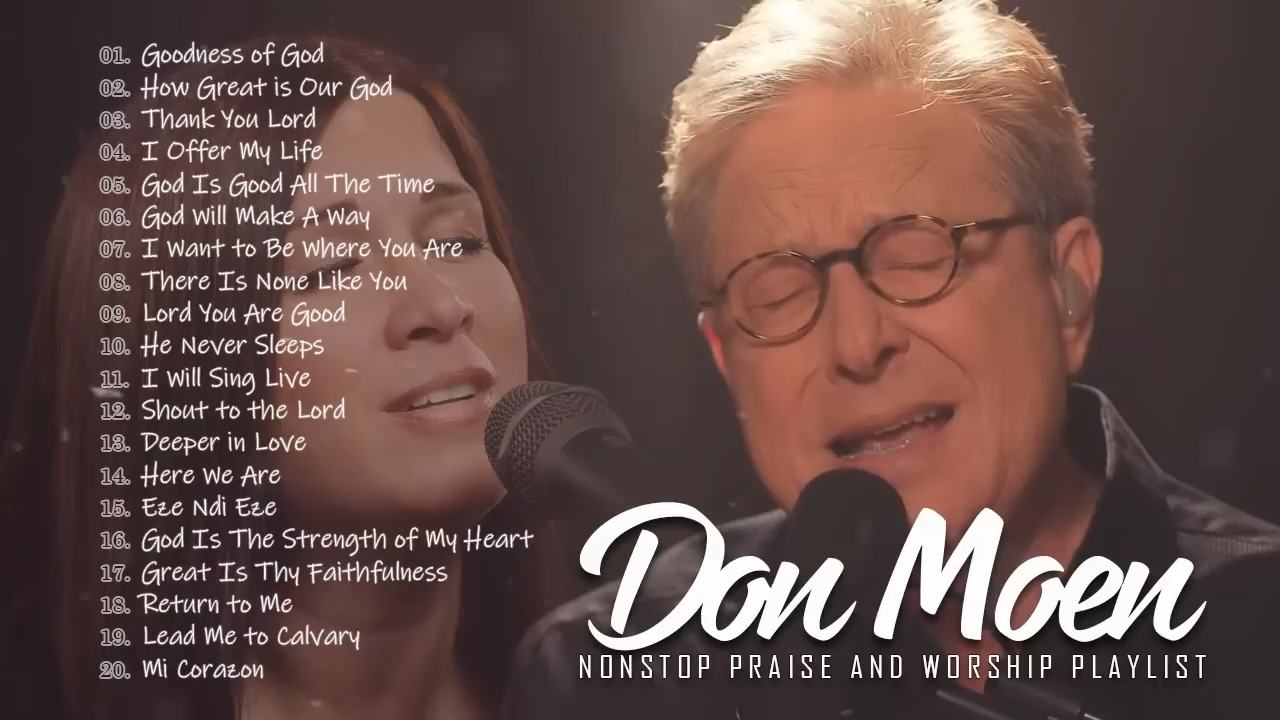 01. Goodness of God
02. How Great is Our God
03. Thank You Lord
04. I Offer My Life
05. God Is Good All The Time
06. God Will Make A Way
07. I Want to Be Where You Are
08. There Is None Like You
09. Lord You Are Good
10. He Never Sleeps
11. I Will Sing Live
12. Shout to the Lord
13. Deeper in Love
14. Here We Are
15. Eze Ndi Eze
16. God Is The Strength of My Heart
17. Great Is Thy Faithfulness
18. Return to Me
19. Lead Me to Calvary
20. Mi Corazon
Don Moen
NONSTOP PRAISE AND WORSHIP PLAYLIST